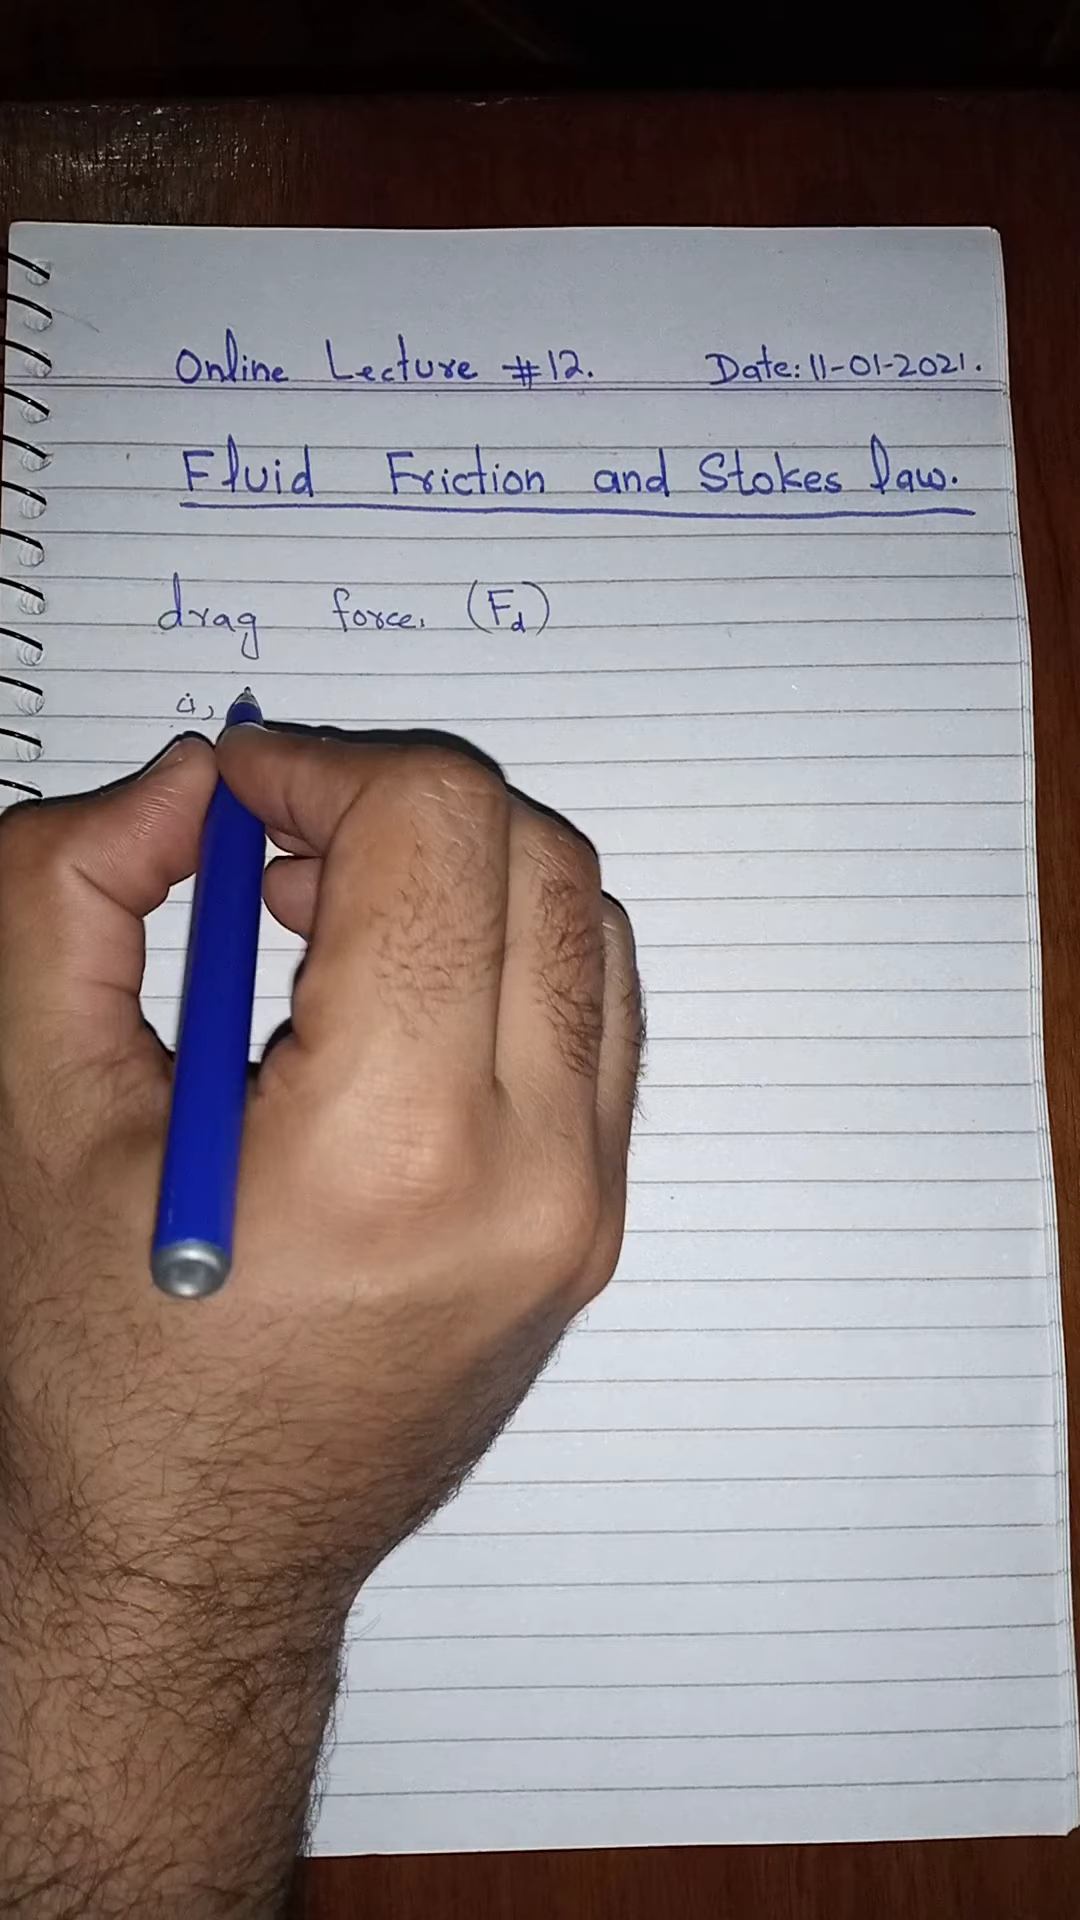 Online Lecture #12. Date: 11-01-2021.
Fluid Friction and Stokes law.
drag force. (Fd)